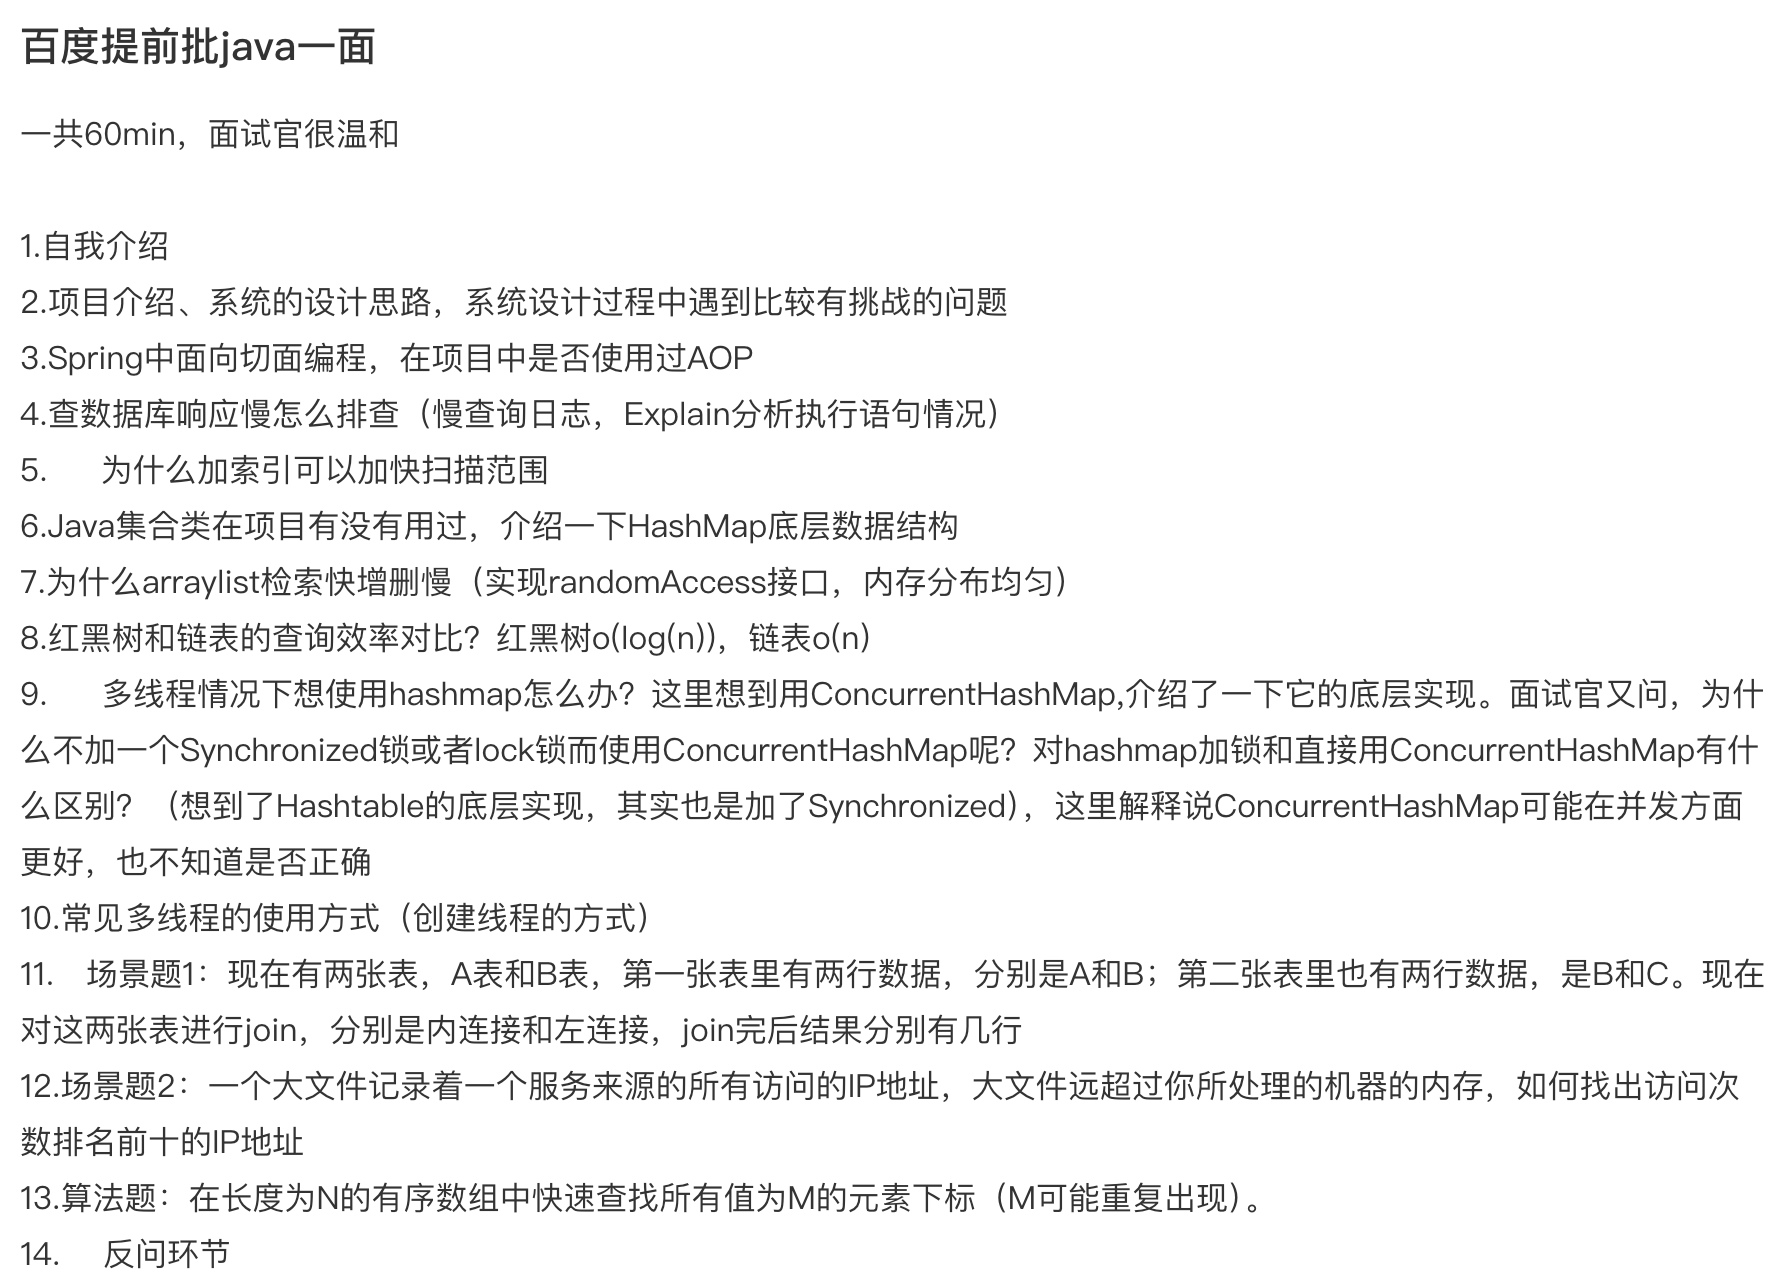 百度提前批java一面
一共60min，面试官很温和
1.自我介绍
2.项目介绍、系统的设计思路，系统设计过程中遇到比较有挑战的问题
3.Spring中面向切面编程，在项目中是否使用过AOP
4.查数据库响应慢怎么排查（慢查询日志，Explain分析执行语句情况）
5. 为什么加索引可以加快扫描范围
6.Java集合类在项目有没有用过，介绍一下HashMap底层数据结构
7.为什么arraylist检索快增删慢（实现randomAccess接口，内存分布均匀）
8.红黑树和链表的查询效率对比？红黑树o(log(n))，链表o(n)
9. 多线程情况下想使用hashmap怎么办？这里想到用ConcurrentHashMap,介绍了一下它的底层实现。面试官又问，为什
么不加一个Synchronized锁或者lock锁而使用ConcurrentHashMap呢？对hashmap加锁和直接用ConcurrentHashMap有什
么区别？（想到了Hashtable的底层实现，其实也是加了Synchronized），这里解释说ConcurrentHashMap可能在并发方面
更好，也不知道是否正确
10.常见多线程的使用方式（创建线程的方式）
11. 场景题1：现在有两张表，A表和B表，第一张表里有两行数据，分别是A和B；第二张表里也有两行数据，是B和C。现在
对这两张表进行join，分别是内连接和左连接，join完后结果分别有几行
12.场景题2：一个大文件记录着一个服务来源的所有访问的IP地址，大文件远超过你所处理的机器的内存，如何找出访问次
数排名前十的IP地址
13.算法题：在长度为N的有序数组中快速查找所有值为M的元素下标（M可能重复出现）。
14. 反问环节